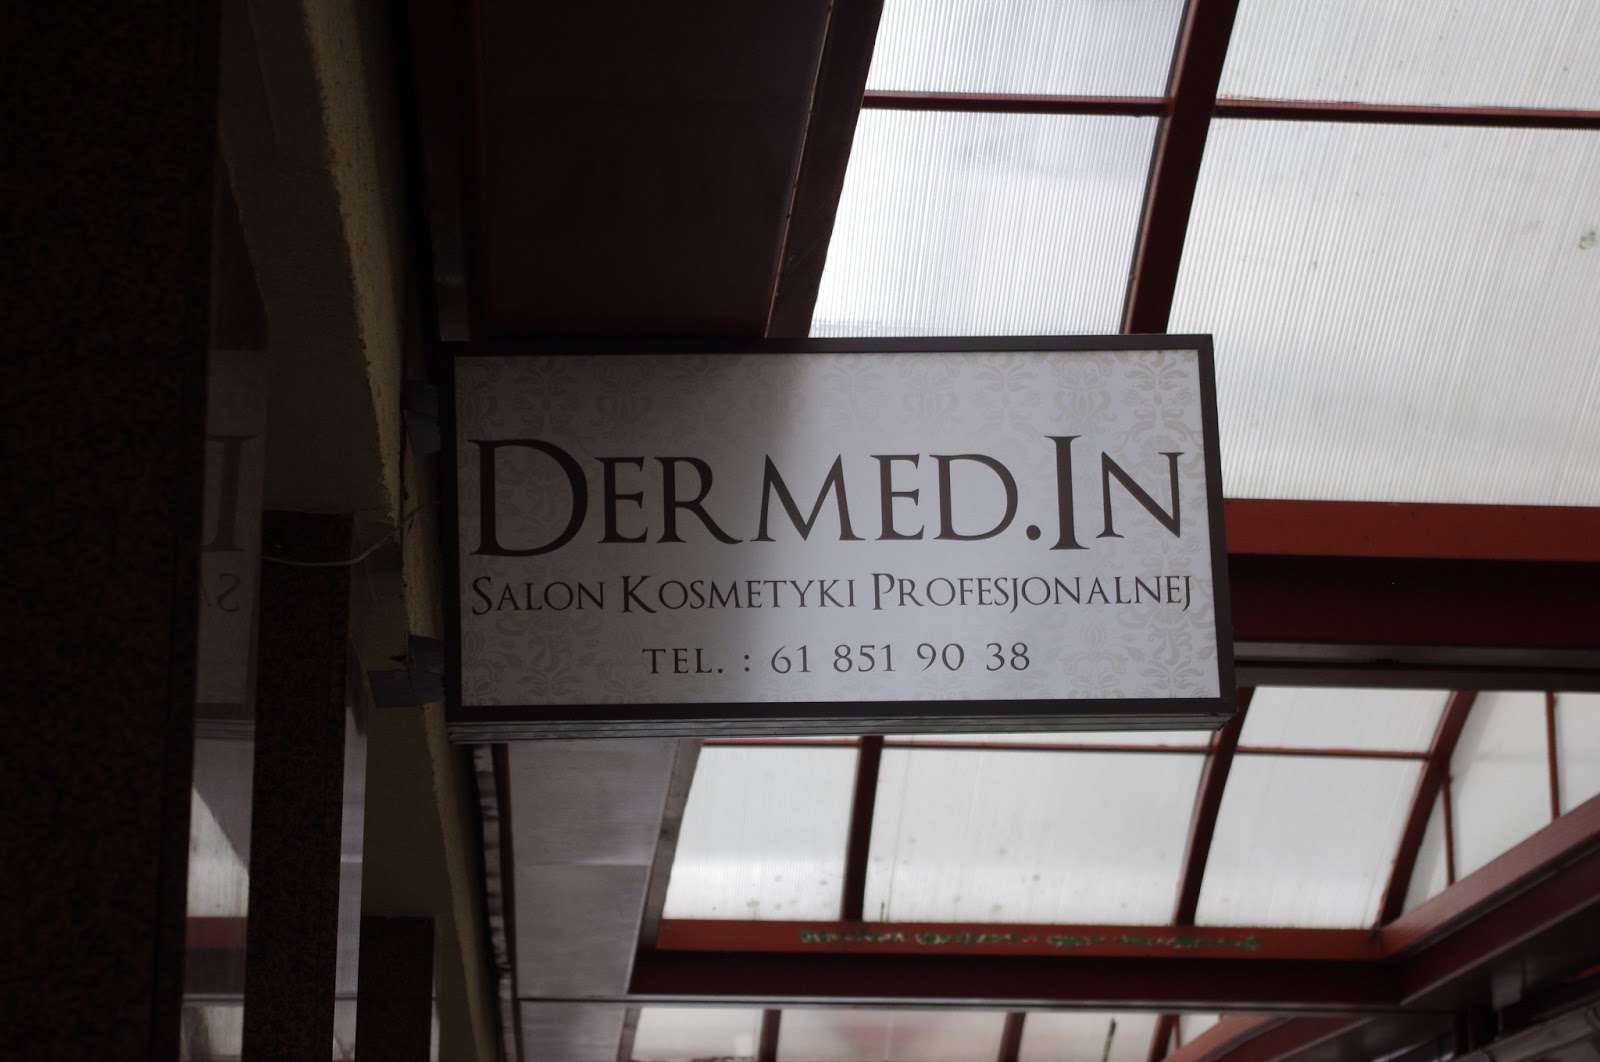 DERMED.IN
SALON KOSMETYKI PROFESJONALNEJ
TEL. : 61 851 90 38